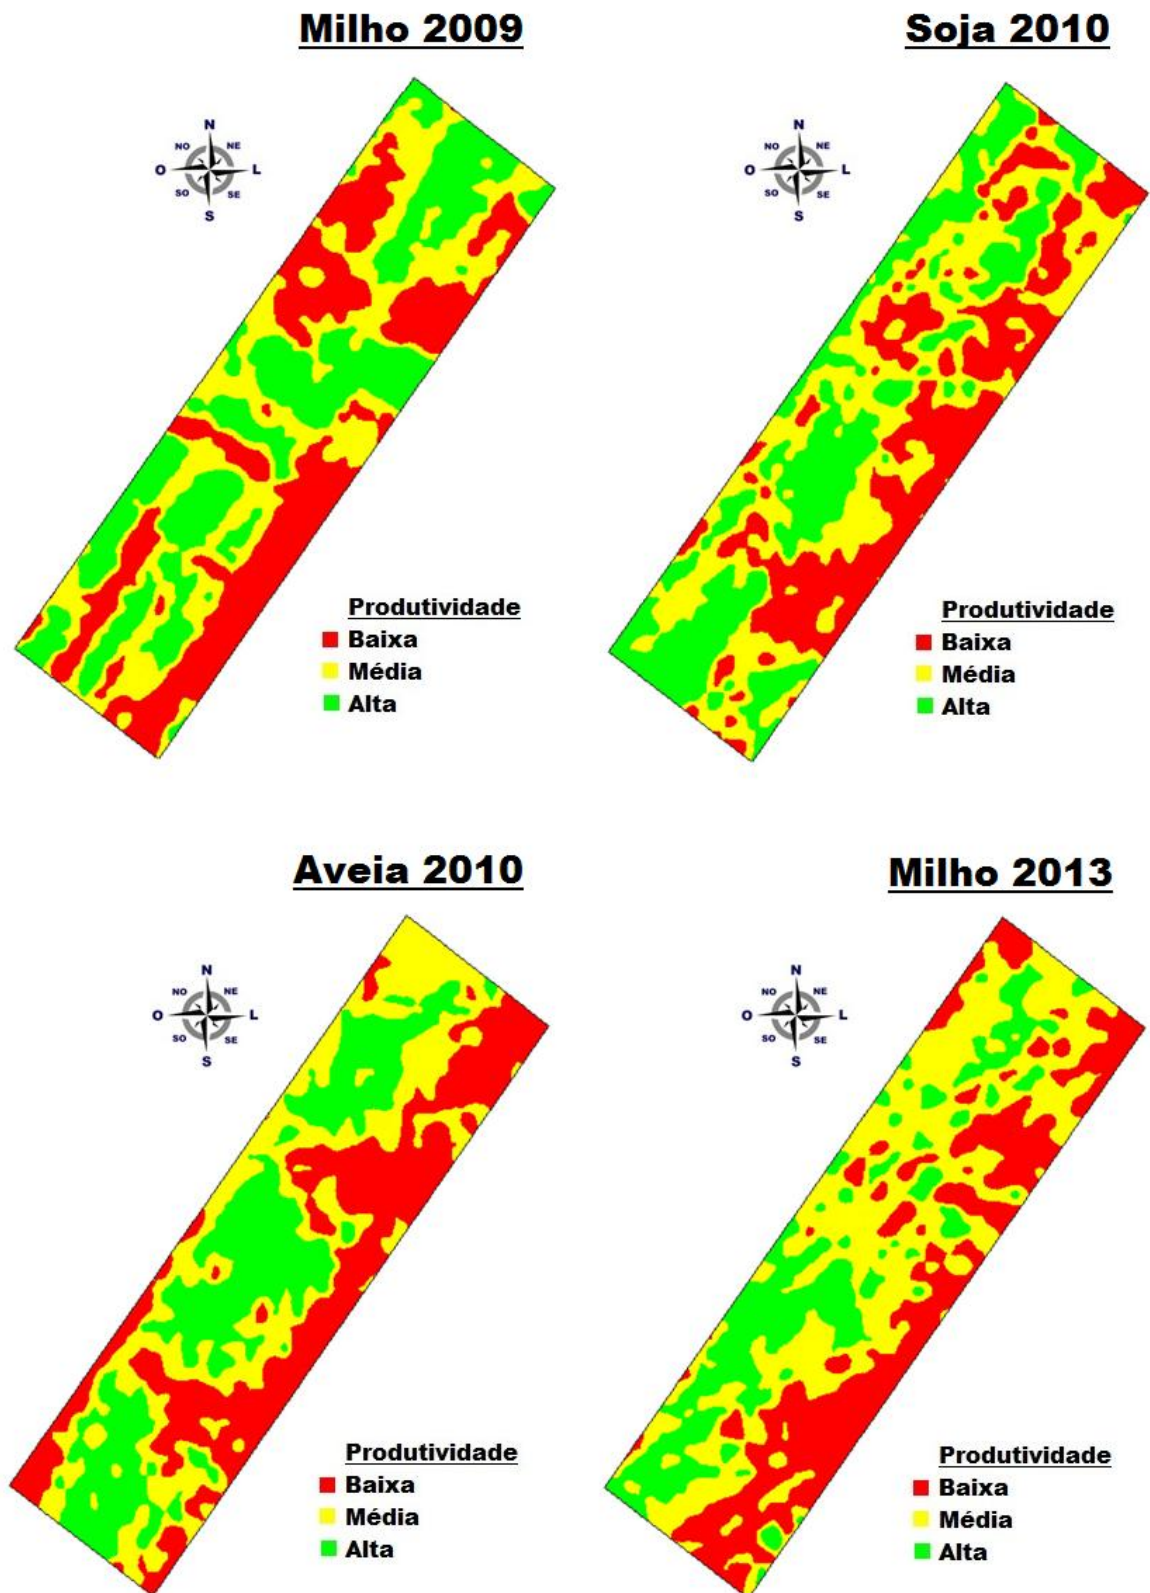 Milho 2009
N
NO NE
O L
SO SE
S
Produtividade
Baixa
Média
Alta
Soja 2010
N
NO NE
O L
SO SE
S
Produtividade
Baixa
Média
Alta
Aveia 2010
N
NO NE
O L
SO SE
S
Produtividade
Baixa
Média
Alta
Milho 2013
N
NO NE
O L
SO SE
S
Produtividade
Baixa
Média
Alta